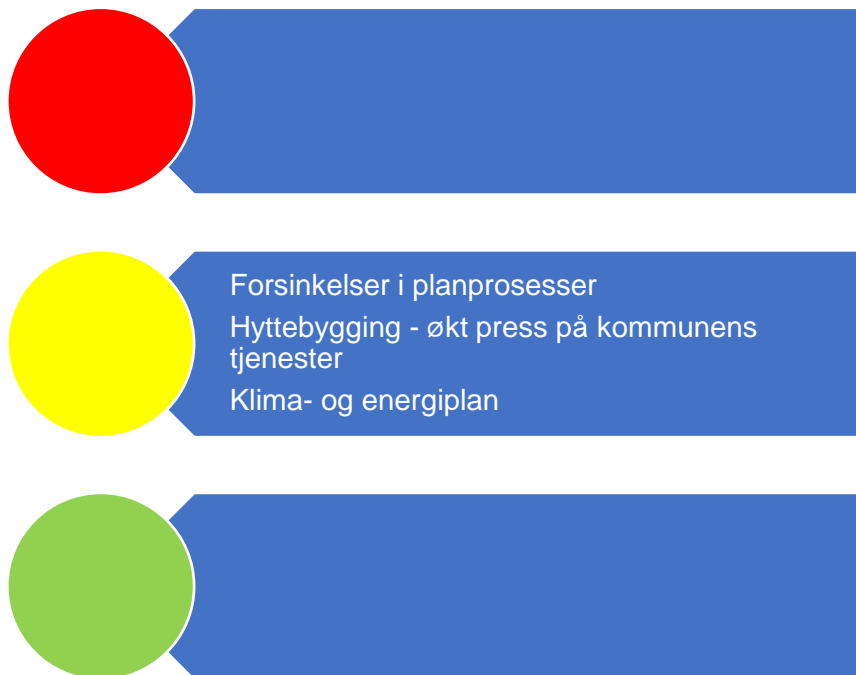 Forsinkelser i planprosesser
Hyttebygging - økt press på kommunens
tjenester
Klima- og energiplan